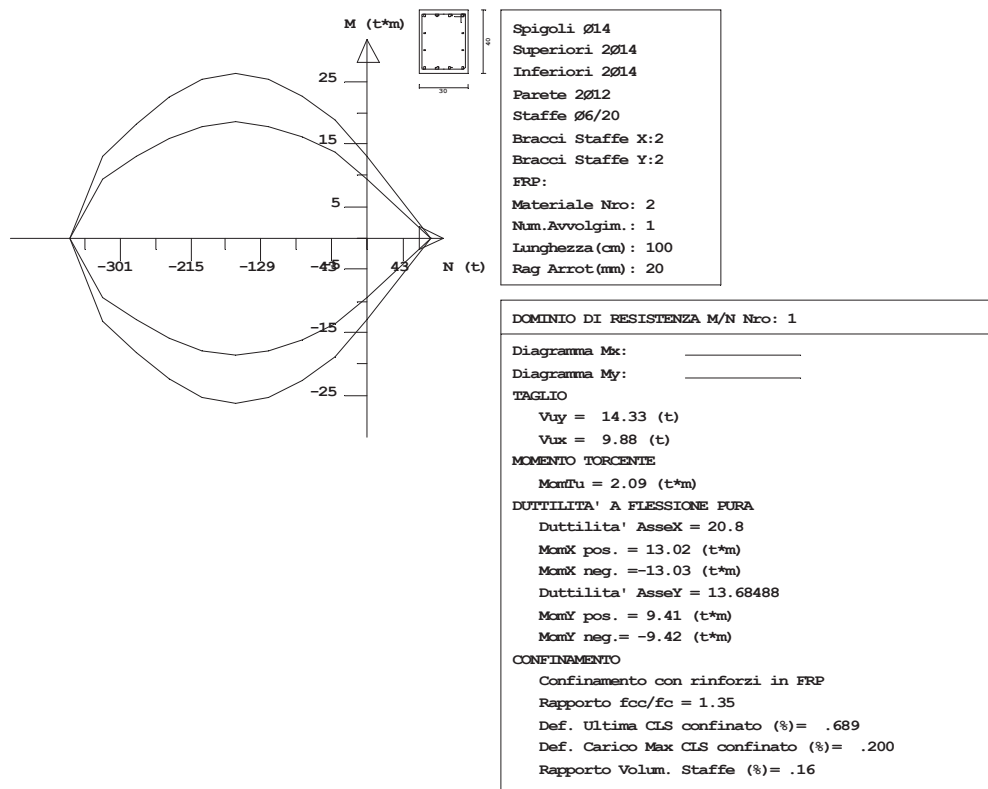 M (t*m)
25
15
5
-301
-215
-129
-43
43
N (t)
-5
-15
-25
40
30
Spigoli Ø14
Superiori 2Ø14
Inferiori 2Ø14
Parete 2Ø12
Staffe Ø6/20
Bracci Staffe X:2
Bracci Staffe Y:2
FRP:
Materiale Nro: 2
Num.Avvolgim.: 1
Lunghezza(cm): 100
Rag Arrot(mm): 20
DOMINIO DI RESISTENZA M/N Nro: 1
Diagramma Mx:
Diagramma My:
TAGLIO
Vuy = 14.33 (t)
Vux = 9.88 (t)
MOMENTO TORCENTE
MomTu = 2.09 (t*m)
DUTTILITA' A FLESSIONE PURA
Duttilita' AsseX = 20.8
MomX pos. = 13.02 (t*m)
MomX neg. =-13.03 (t*m)
Duttilita' AsseY = 13.68488
MomY pos. = 9.41 (t*m)
MomY neg.= -9.42 (t*m)
CONFINAMENTO
Confinamento con rinforzi in FRP
Rapporto fcc/fc = 1.35
Def. Ultima CLS confinato (%)= .689
Def. Carico Max CLS confinato (%)= .200
Rapporto Volum. Staffe (%)= .16